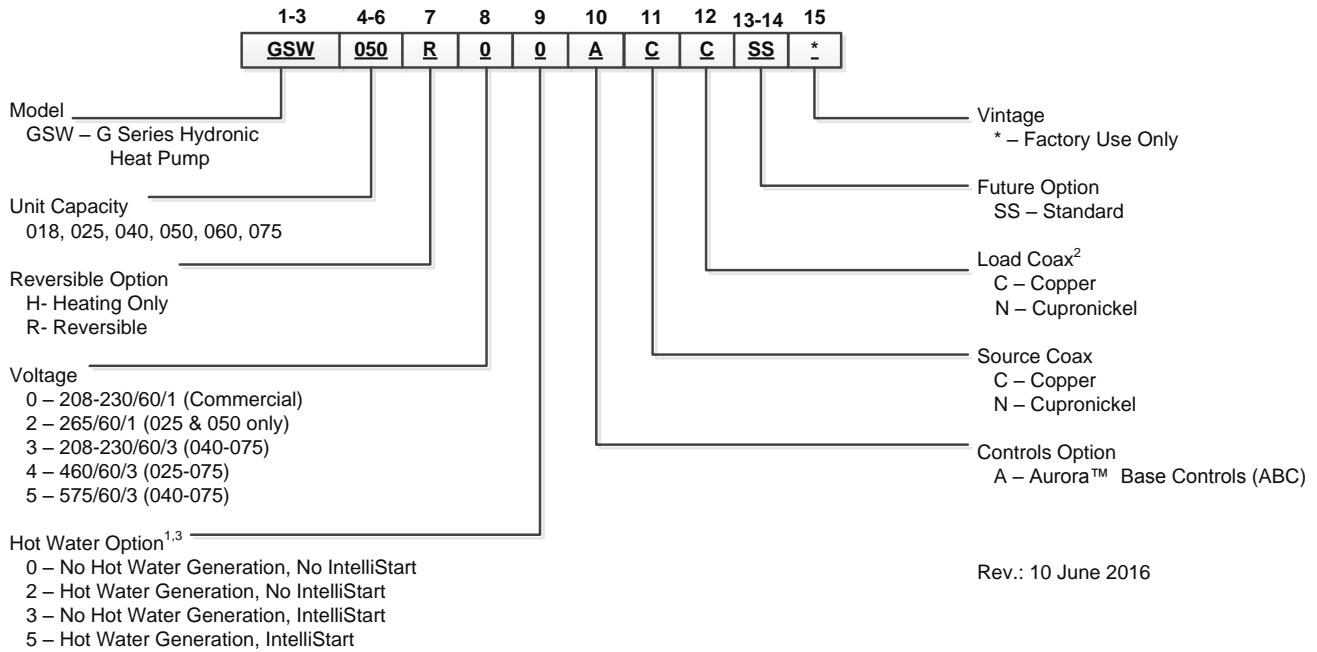 1-3 4-6 7 8 9 10 11 12 13-14 15
GSW 050 R 0 0 A C C SS *
Model
GSW – G Series Hydronic
Heat Pump
Unit Capacity
018, 025, 040, 050, 060, 075
Reversible Option
H- Heating Only
R- Reversible
Voltage
0 – 208-230/60/1 (Commercial)
2 – 265/60/1 (025 & 050 only)
3 – 208-230/60/3 (040-075)
4 – 460/60/3 (025-075)
5 – 575/60/3 (040-075)
Hot Water Option1,3
0 – No Hot Water Generation, No IntelliStart
2 – Hot Water Generation, No IntelliStart
3 – No Hot Water Generation, IntelliStart
5 – Hot Water Generation, IntelliStart
Vintage
* – Factory Use Only
Future Option
SS – Standard
Load Coax2
C – Copper
N – Cupronickel
Source Coax
C – Copper
N – Cupronickel
Controls Option
A – Aurora™ Base Controls (ABC)
Rev.: 10 June 2016